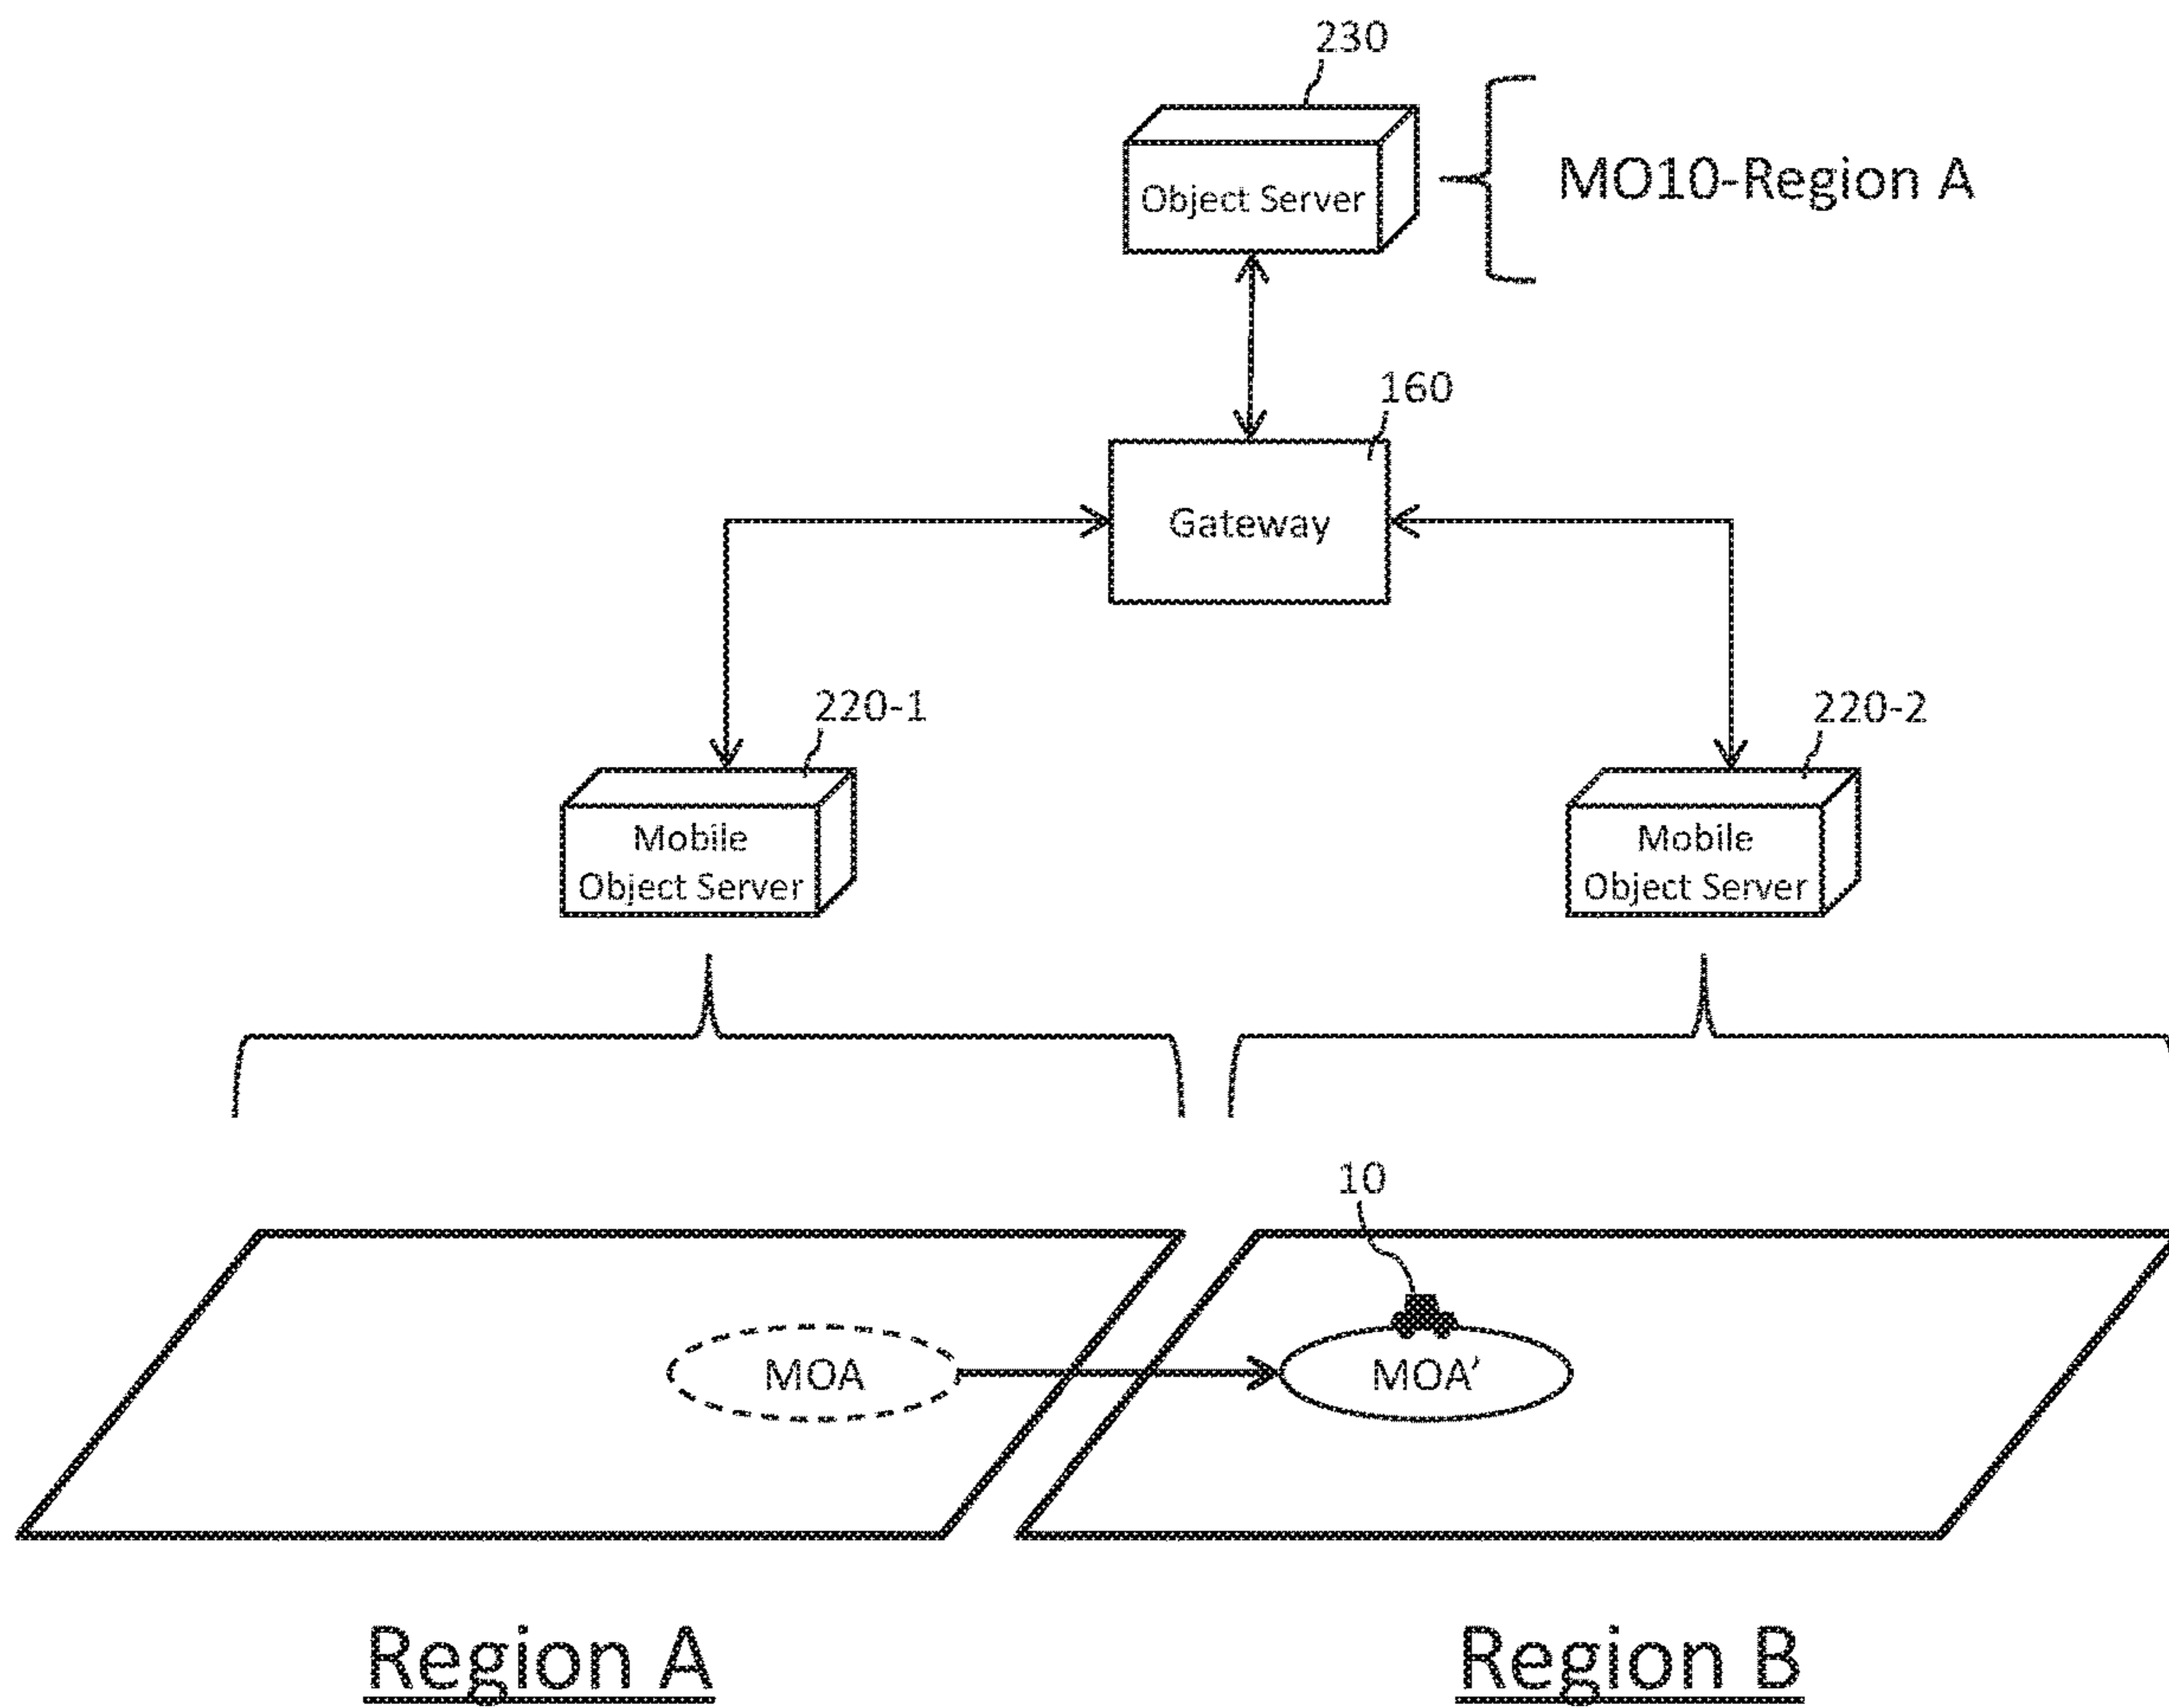 230
Object Server
MO10-Region A
160
Gateway
220-1
220-2
Mobile
Object Server
Mobile
Object Server
10
MOA
MOA’
Region A
Region B